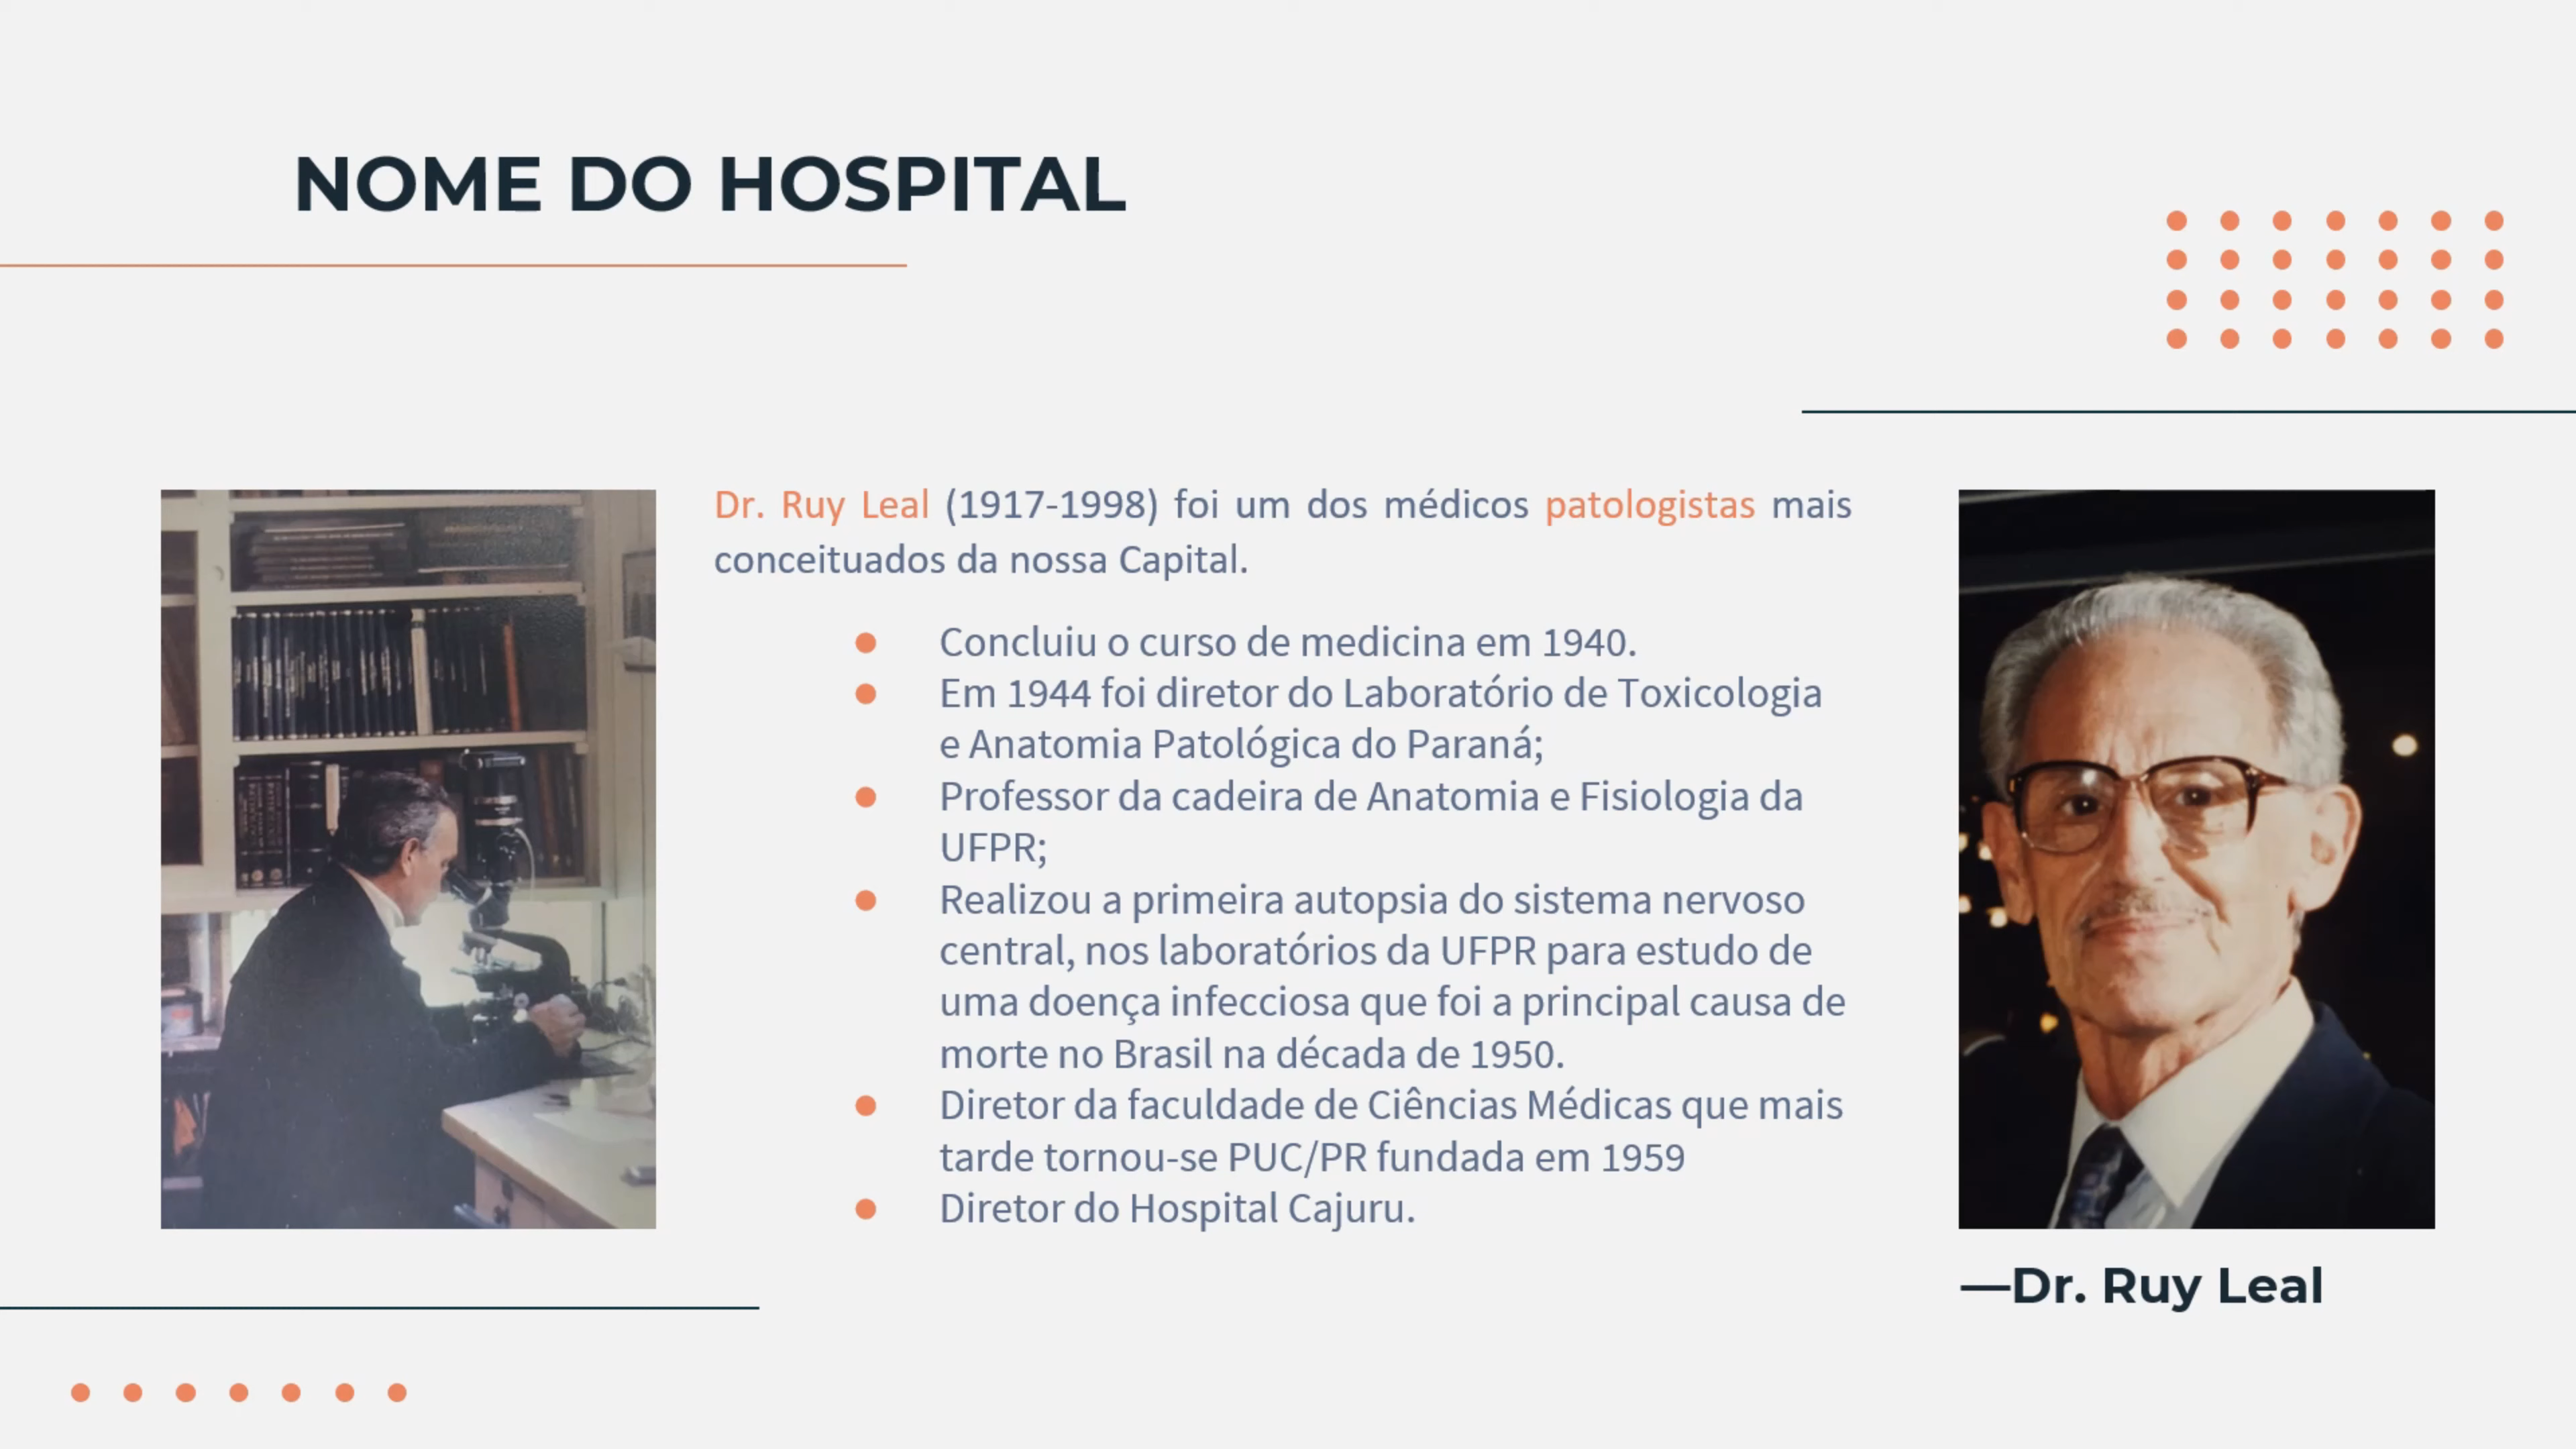 NOME DO HOSPITAL
Dr. Ruy Leal (1917-1998) foi um dos médicos patologistas mais
conceituados da nossa Capital.
Concluiu o curso de medicina em 1940.
Em 1944 foi diretor do Laboratório de Toxicologia
e Anatomia Patológica do Paraná;
Professor da cadeira de Anatomia e Fisiologia da
UFPR;
Realizou a primeira autopsia do sistema nervoso
central, nos laboratórios da UFPR para estudo de
uma doença infecciosa que foi a principal causa de
morte no Brasil na década de 1950.
Diretor da faculdade de Ciências Médicas que mais
tarde tornou-se PUC/PR fundada em 1959
Diretor do Hospital Cajuru.
—Dr. Ruy Leal